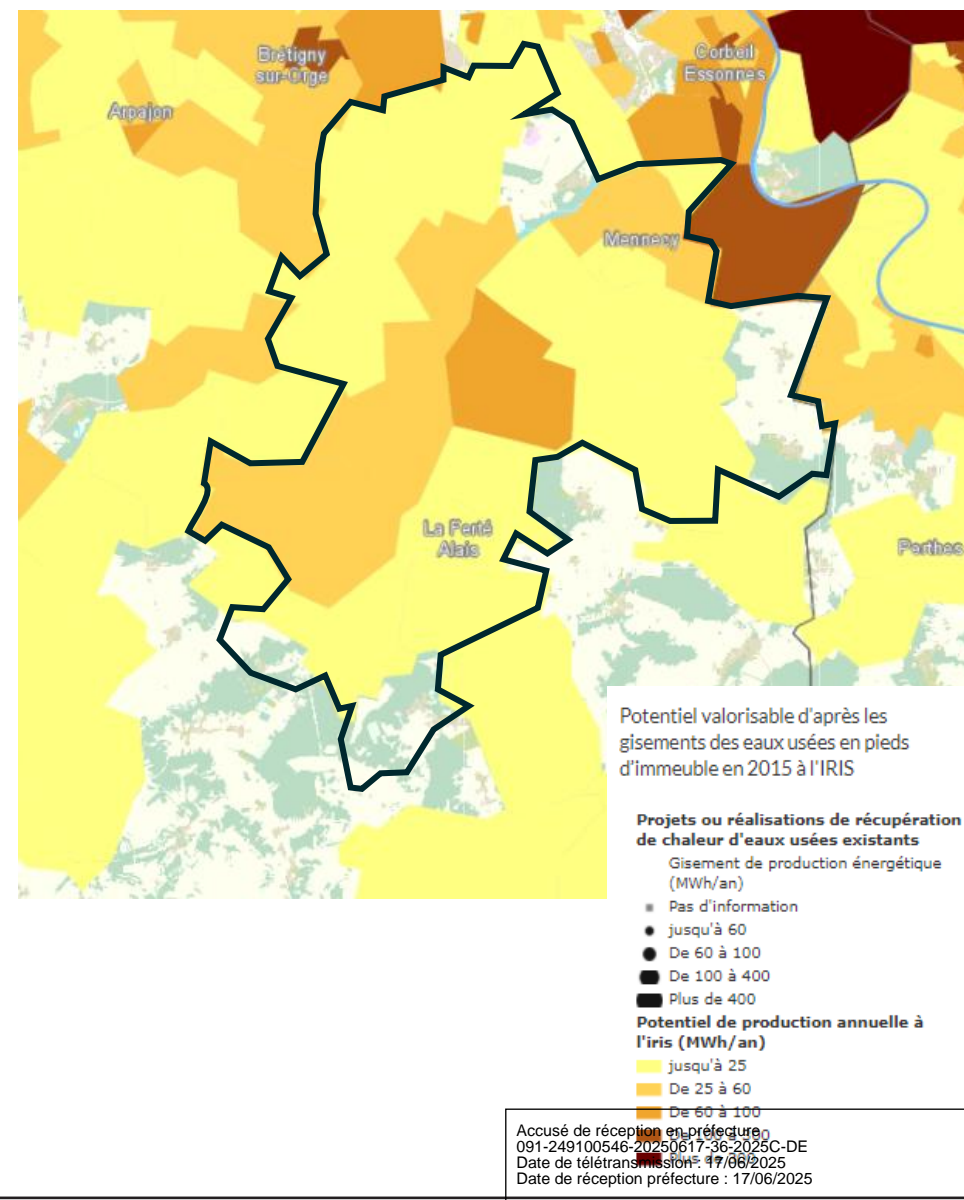 Brétigny
sur-Orge
Corbeil
Essonnes
Arpajon
Mennecy
La Ferté
Alais
Perthes
Potentiel valorisable d'après les
gisements des eaux usées en pieds
d'immeuble en 2015 à l'IRIS
Projets ou réalisations de récupération
de chaleur d'eaux usées existants
Gisement de production énergétique
(MWh/an)
Pas d'information
jusqu'à 60
De 60 à 100
De 100 à 400
Plus de 400
Potentiel de production annuelle à
l'iris (MWh/an)
jusqu'à 25
De 25 à 60
De 60 à 100
Accusé de réception en préfecture
091-249100546-20250617-36-2025C-DE
Date de télétransmission : 17/06/2025
Date de réception préfecture : 17/06/2025